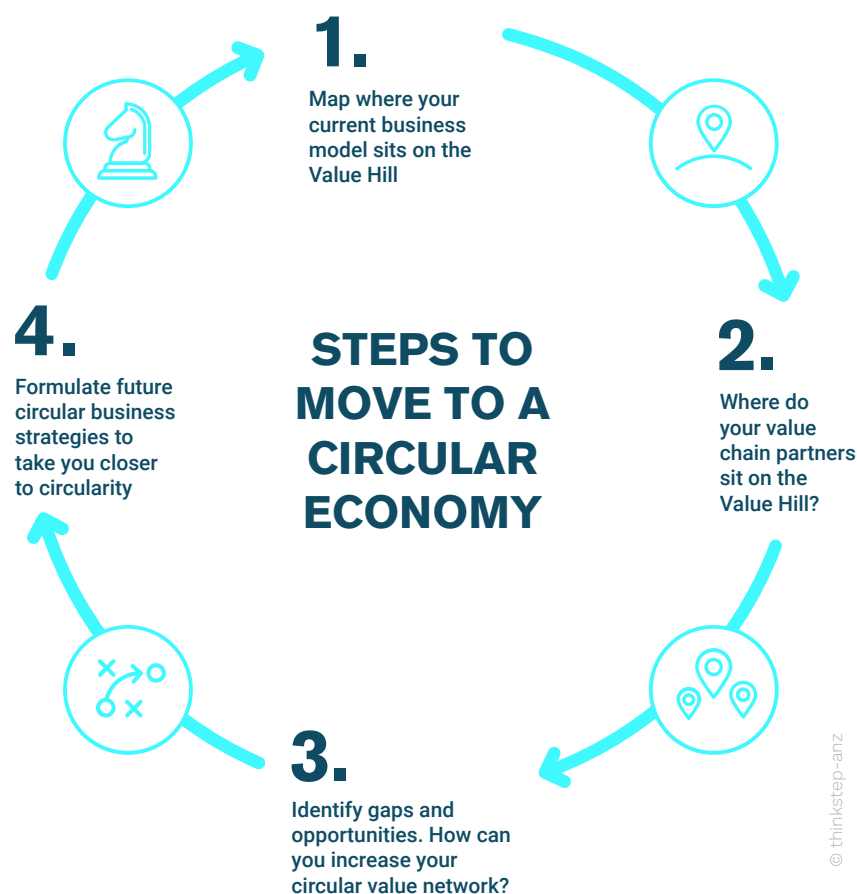 1.
Map where your
current business
model sits on the
Value Hill
2.
Where do
your value
chain partners
sit on the
Value Hill?
3.
Identify gaps and
opportunities. How can
you increase your
circular value network?
4.
Formulate future
circular business
strategies to
take you closer
to circularity
STEPS TO
MOVE TO A
CIRCULAR
ECONOMY
© thinkstep-anz